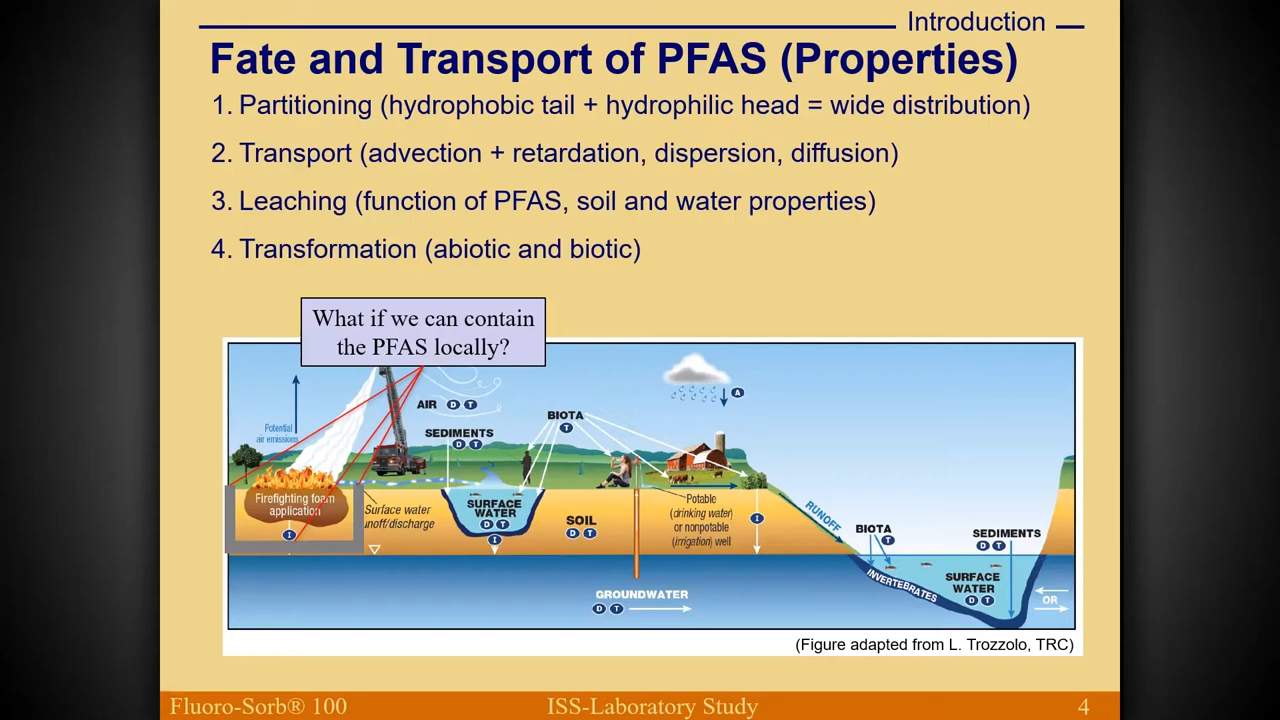 Introduction
Fate and Transport of PFAS (Properties)
1. Partitioning (hydrophobic tail + hydrophilic head = wide distribution)
2. Transport (advection + retardation, dispersion, diffusion)
3. Leaching (function of PFAS, soil and water properties)
4. Transformation (abiotic and biotic)
What if we can contain
the PFAS locally?
Potential
air emissions
AIR D T
SEDIMENTS
D T
BIOTA
T
A
Firefighting foam
application
I
Surface water
unoff/discharge
SURFACE
WATER
D T
I
SOIL
D T
Potable
(drinking water)
or nonpotable
(irrigation) well
I
RUNOFF
BIOTA
T
SEDIMENTS
D T
INVERTEBRATES
SURFACE
WATER
D T
OR
GROUNDWATER
D T
(Figure adapted from L. Trozzolo, TRC)
Fluoro-Sorb® 100
ISS-Laboratory Study
4